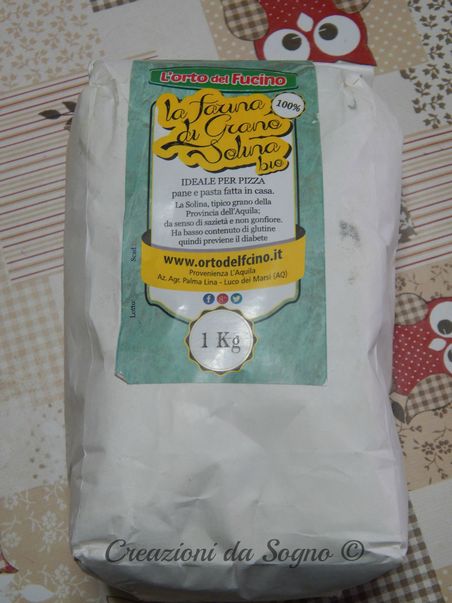 L'orto del Fucino
La Farina
di Grano
Solina
bio
100%
IDEALE PER PIZZA
pane e pasta fatta in casa.
La Solina, tipico grano della
Provincia dell'Aquila;
da senso di sazietà e non gonfiore.
Ha basso contenuto di glutine
quindi previene il diabete
Scad.
www.ortodelfcino.it
Provenienza L'Aquila
Az. Agr. Palma Lina - Luco dei Marsi (AQ)
Lotto:
1 Kg
Creazioni da Sogno ©